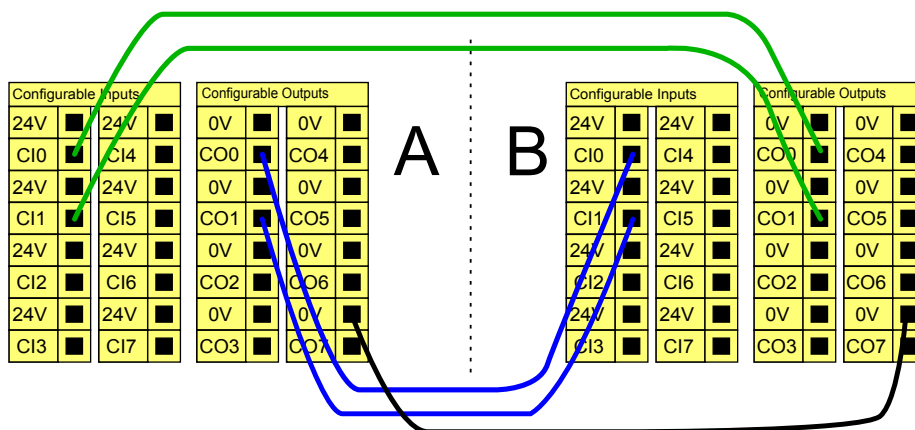 Configurable Inputs
24V 24V
CI0 CI4
24V 24V
CI1 CI5
24V 24V
CI2 CI6
24V 24V
CI3 CI7
Configurable Outputs
0V 0V
CO0 CO4
0V 0V
CO1 CO5
0V 0V
CO2 CO6
0V 0V
CO3 CO7
A
B
Configurable Inputs
24V 24V
CI0 CI4
24V 24V
CI1 CI5
24V 24V
CI2 CI6
24V 24V
CI3 CI7
Configurable Outputs
0V 0V
CO0 CO4
0V 0V
CO1 CO5
0V 0V
CO2 CO6
0V 0V
CO3 CO7